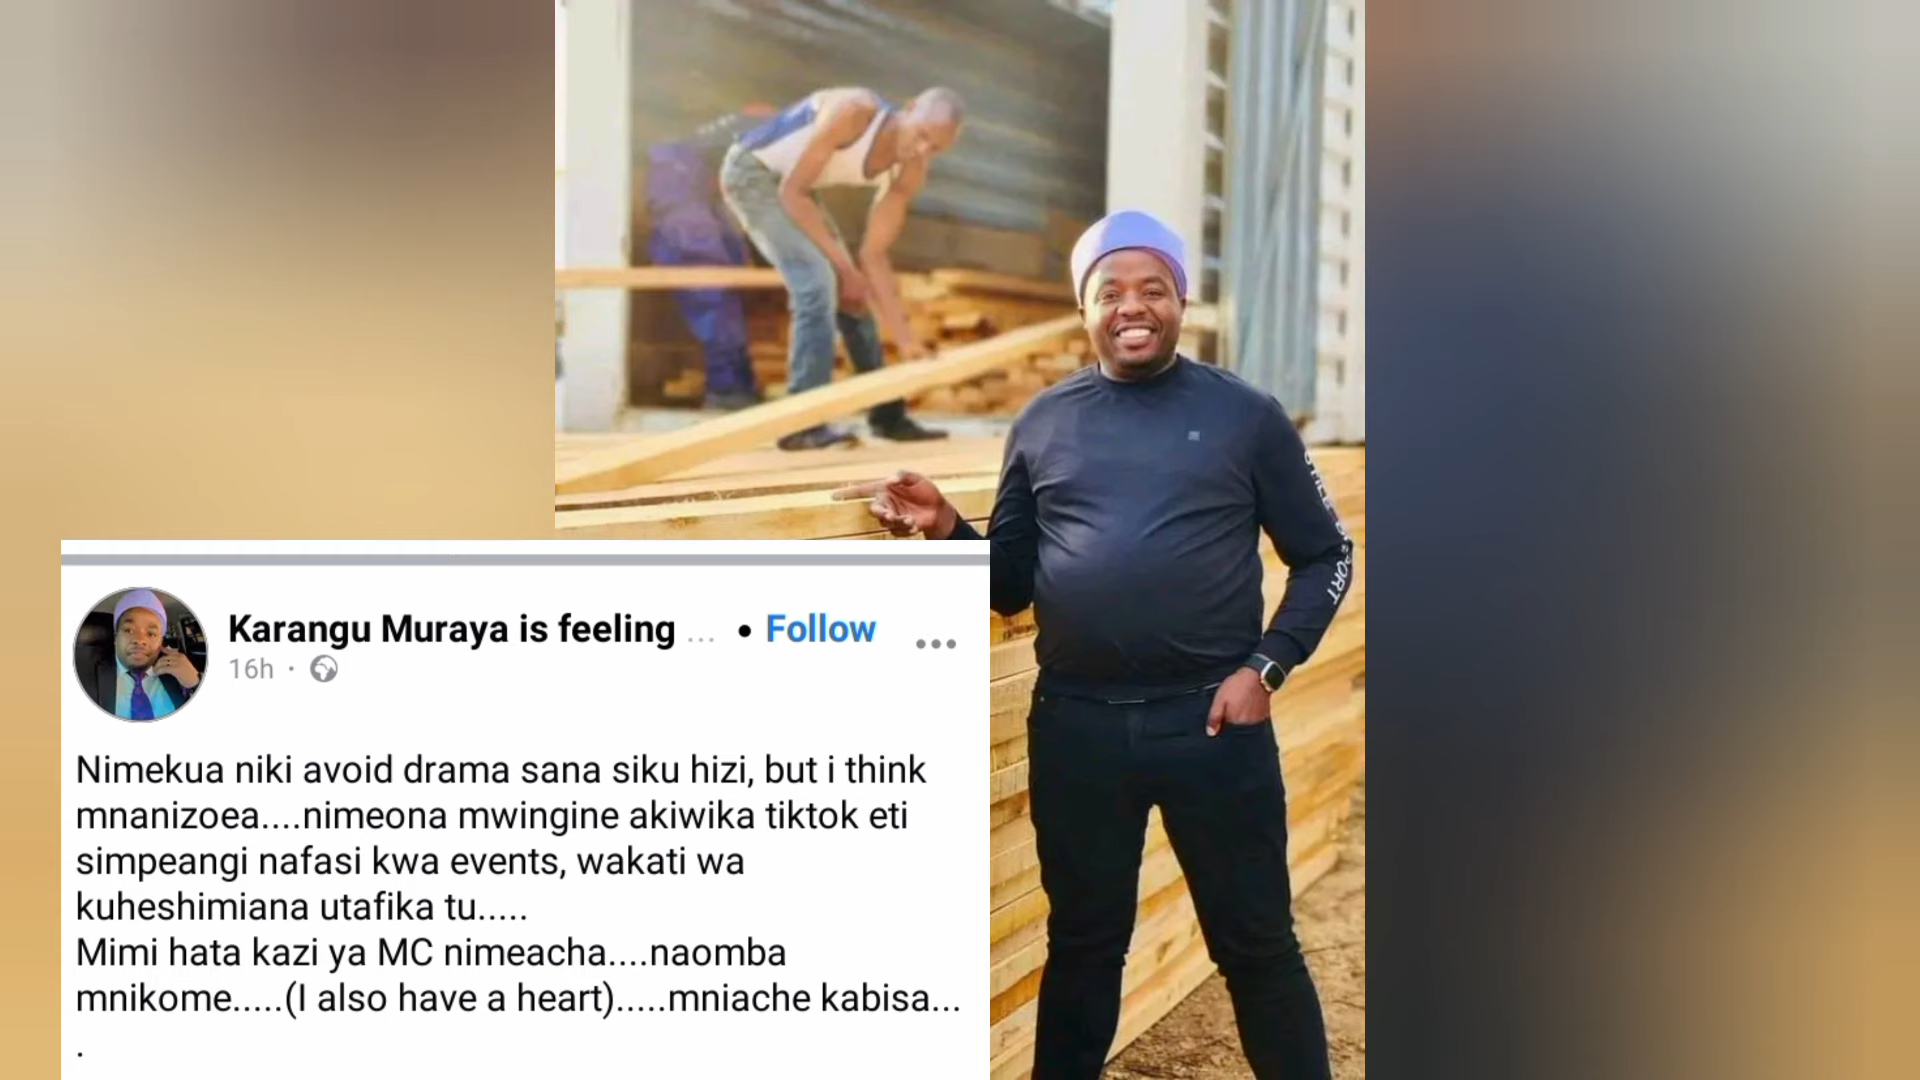 Karangu Muraya is feeling ... • Follow
16h ·
Nimekua niki avoid drama sana siku hizi, but i think
mnanizoea....nimeona mwingine akiwika tiktok eti
simpeangi nafasi kwa events, wakati wa
kuheshimiana utafika tu.....
Mimi hata kazi ya MC nimeacha....naomba
mnikome.....(I also have a heart).....mniache kabisa...
.